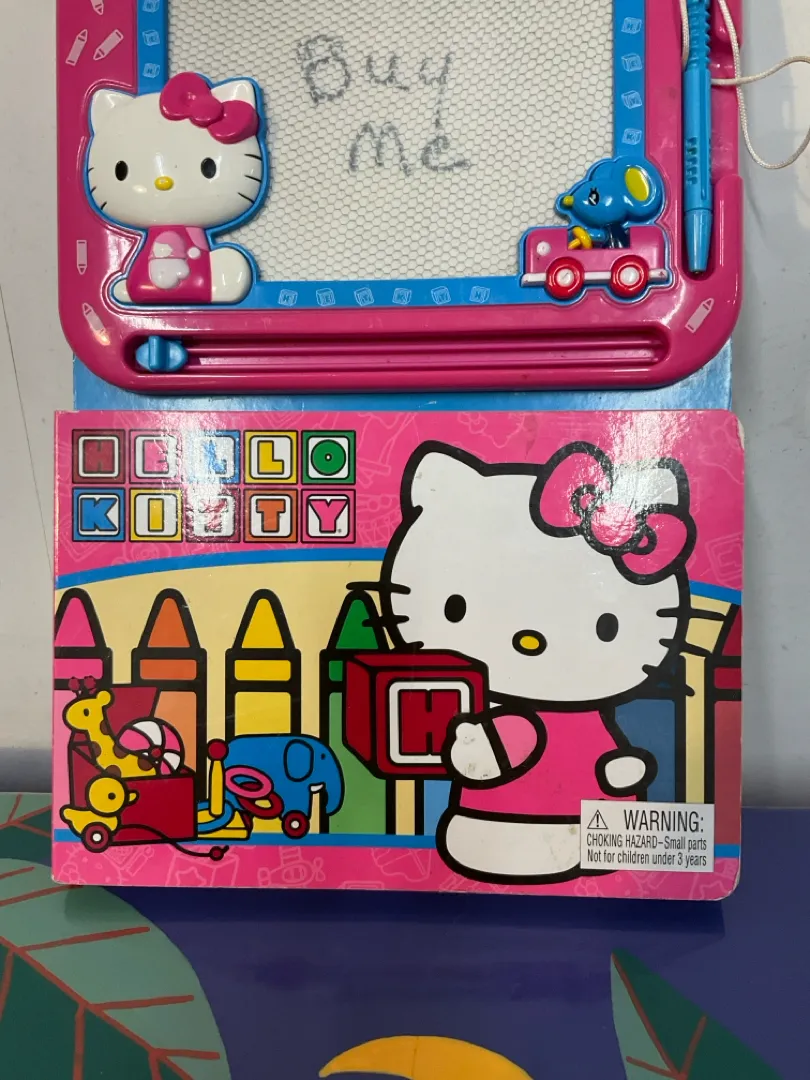 Buy
Me
HELLO
KITTY
H
WARNING:
CHOKING HAZARD-Small parts
Not for children under 3 years